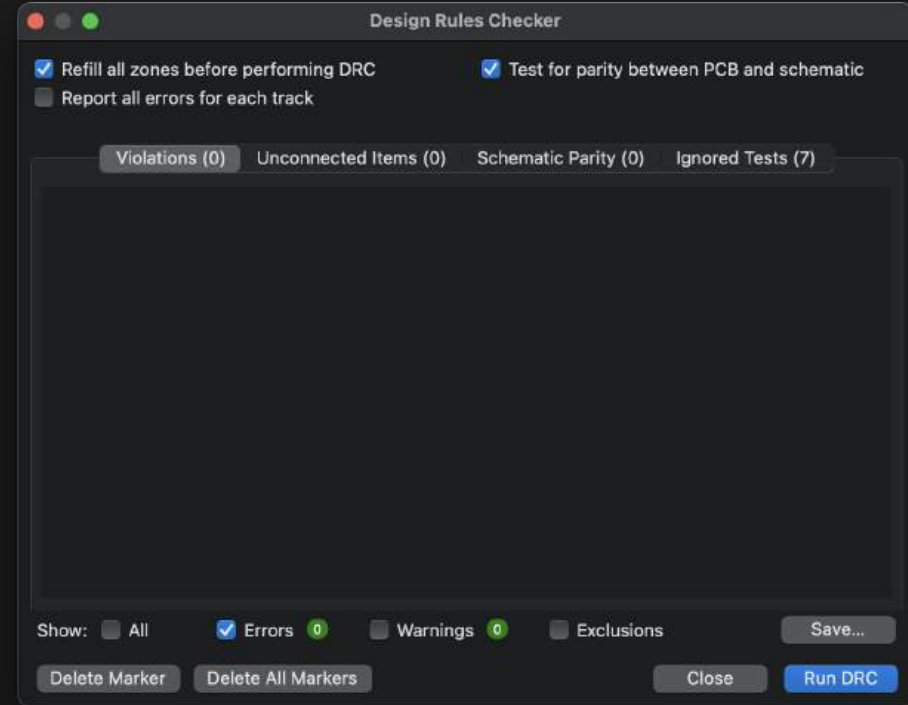 Design Rules Checker
Refill all zones before performing DRC Test for parity between PCB and schematic
Report all errors for each track
Violations (0) Unconnected Items (0) Schematic Parity (0) Ignored Tests (7)
Show: All Errors 0 Warnings 0 Exclusions Save...
Delete Marker Delete All Markers Close Run DRC